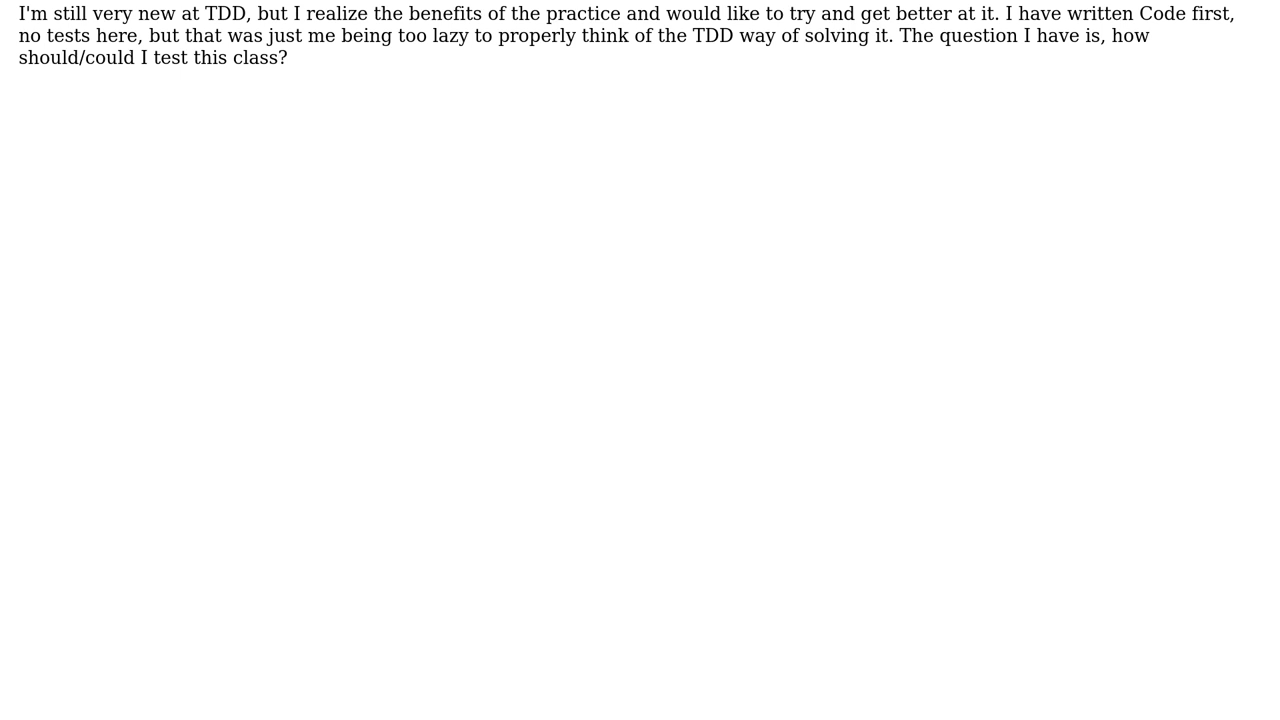 I'm still very new at TDD, but I realize the benefits of the practice and would like to try and get better at it. I have written Code first,
no tests here, but that was just me being too lazy to properly think of the TDD way of solving it. The question I have is, how
should/could I test this class?